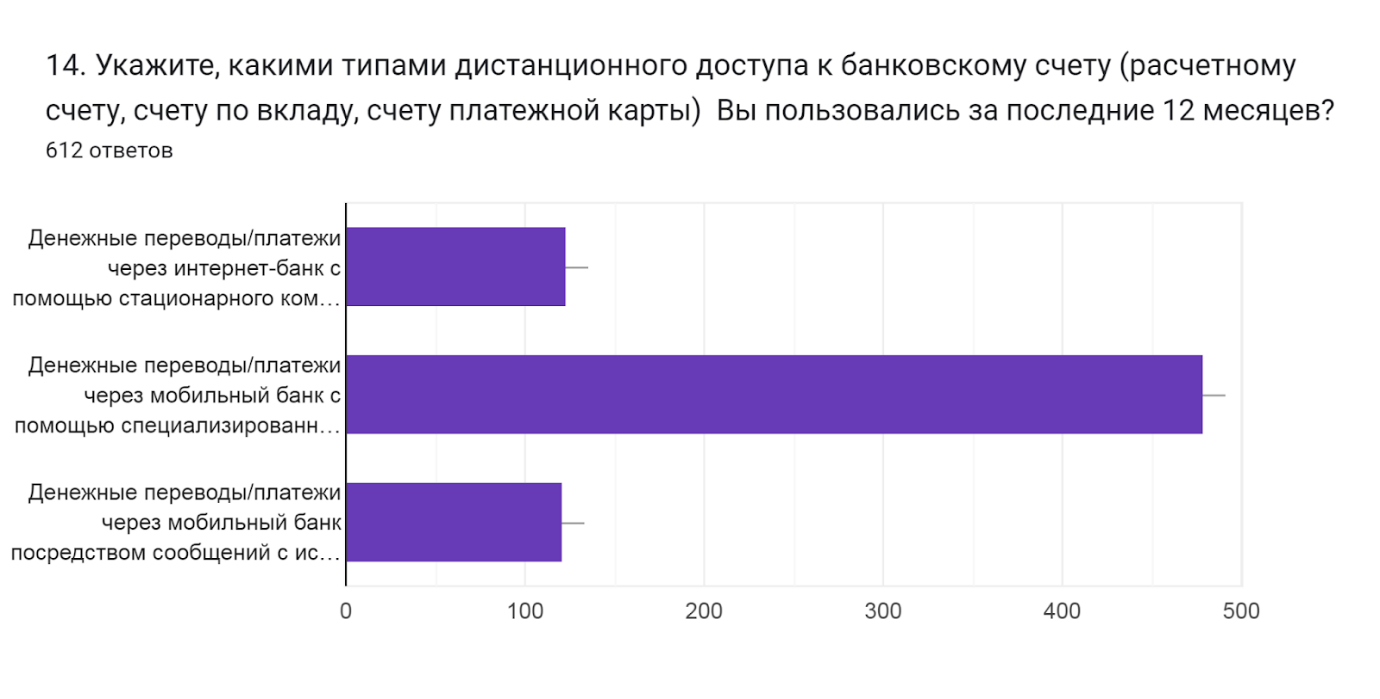 14. Укажите, какими типами дистанционного доступа к банковскому счету (расчетному
счету, счету по вкладу, счету платежной карты)  Вы пользовались за последние 12 месяцев?
612 ответов
Денежные переводы/платежи
через интернет-банк с
помощью стационарного ком…
Денежные переводы/платежи
через мобильный банк с
помощью специализированн…
Денежные переводы/платежи
через мобильный банк
посредством сообщений с ис…
0 100 200 300 400 500